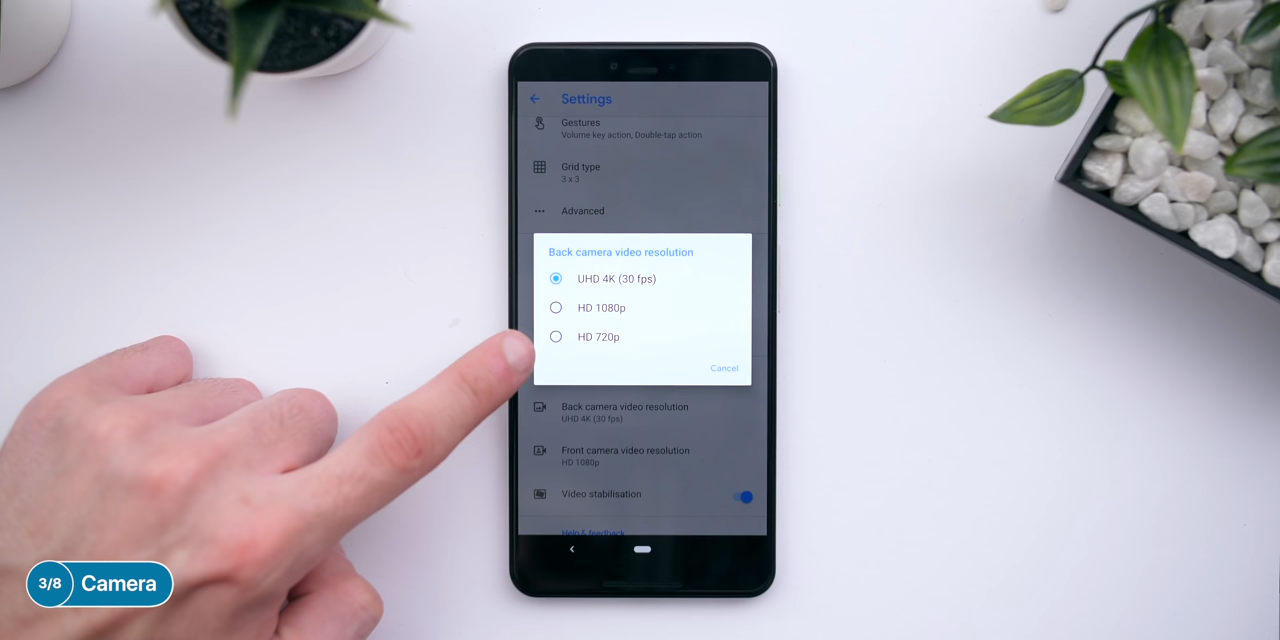 Settings
Gestures
Volume key action, Double-tap action
Grid type
3 x 3
Advanced
Back camera video resolution
UHD 4K (30 fps)
HD 1080p
HD 720p
Cancel
Back camera video resolution
UHD 4K (30 fps)
Front camera video resolution
HD 1080p
Video stabilisation
Help & feedback
3/8 Camera